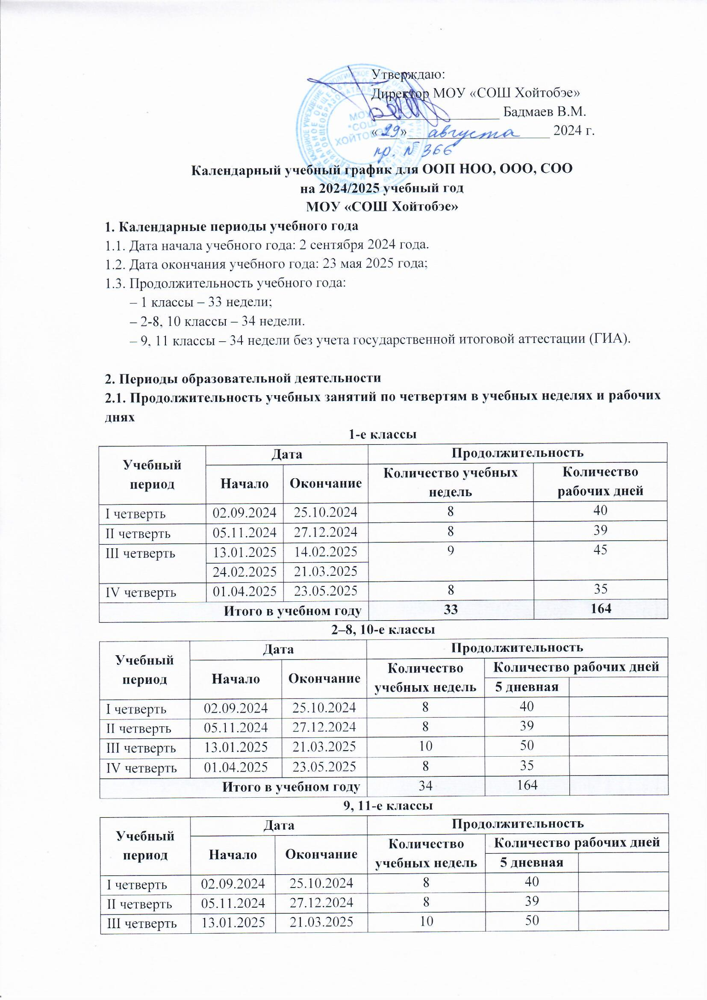 Утверждаю:
Директор МОУ «СОШ Хойтобэе»
Бадмаев В.М.
«29» августа 2024 г.
пр. № 366
МОУ
"СОШ
ХОЙТОБЭЕ"
Календарный учебный график для ООП НОО, ООО, СОО
на 2024/2025 учебный год
МОУ «СОШ Хойтобэе»
1. Календарные периоды учебного года
1.1. Дата начала учебного года: 2 сентября 2024 года.
1.2. Дата окончания учебного года: 23 мая 2025 года;
1.3. Продолжительность учебного года:
– 1 классы – 33 недели;
– 2-8, 10 классы – 34 недели.
– 9, 11 классы – 34 недели без учета государственной итоговой аттестации (ГИА).
2. Периоды образовательной деятельности
2.1. Продолжительность учебных занятий по четвертям в учебных неделях и рабочих
днях
1-е классы
Учебный период Дата Продолжительность
Начало Окончание Количество учебных недель Количество рабочих дней
I четверть 02.09.2024 25.10.2024 8 40
II четверть 05.11.2024 27.12.2024 8 39
III четверть 13.01.2025 14.02.2025 9 45
24.02.2025 21.03.2025
IV четверть 01.04.2025 23.05.2025 8 35
Итого в учебном году 33 164
2–8, 10-е классы
Учебный период Дата Продолжительность
Начало Окончание Количество учебных недель Количество рабочих дней
5 дневная
I четверть 02.09.2024 25.10.2024 8 40
II четверть 05.11.2024 27.12.2024 8 39
III четверть 13.01.2025 21.03.2025 10 50
IV четверть 01.04.2025 23.05.2025 8 35
Итого в учебном году 34 164
9, 11-е классы
Учебный период Дата Продолжительность
Начало Окончание Количество учебных недель Количество рабочих дней
5 дневная
I четверть 02.09.2024 25.10.2024 8 40
II четверть 05.11.2024 27.12.2024 8 39
III четверть 13.01.2025 21.03.2025 10 50